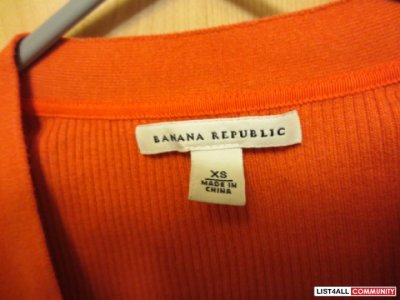 BANANA REPUBLIC
XS
MADE IN
CHINA
LIST4ALL COMMUNITY